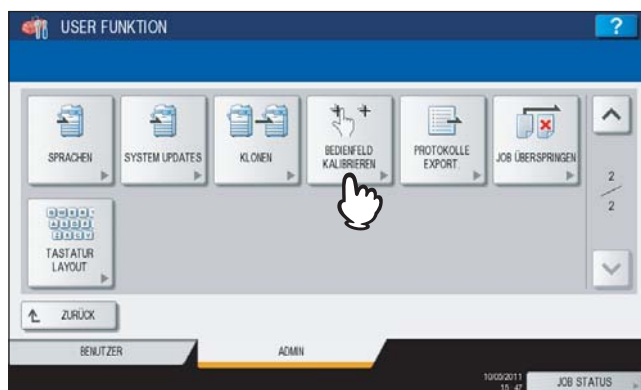 USER FUNKTION
?
SPRACHEN
SYSTEM UPDATES
KLONEN
BEDIENFELD
KALIBRIEREN
PROTOKOLLE
EXPORT.
JOB ÜBERSPRINGEN
2
2
TASTATUR
LAYOUT
ZURÜCK
BENUTZER
ADMIN
10/05/2011
15 : 47
JOB STATUS